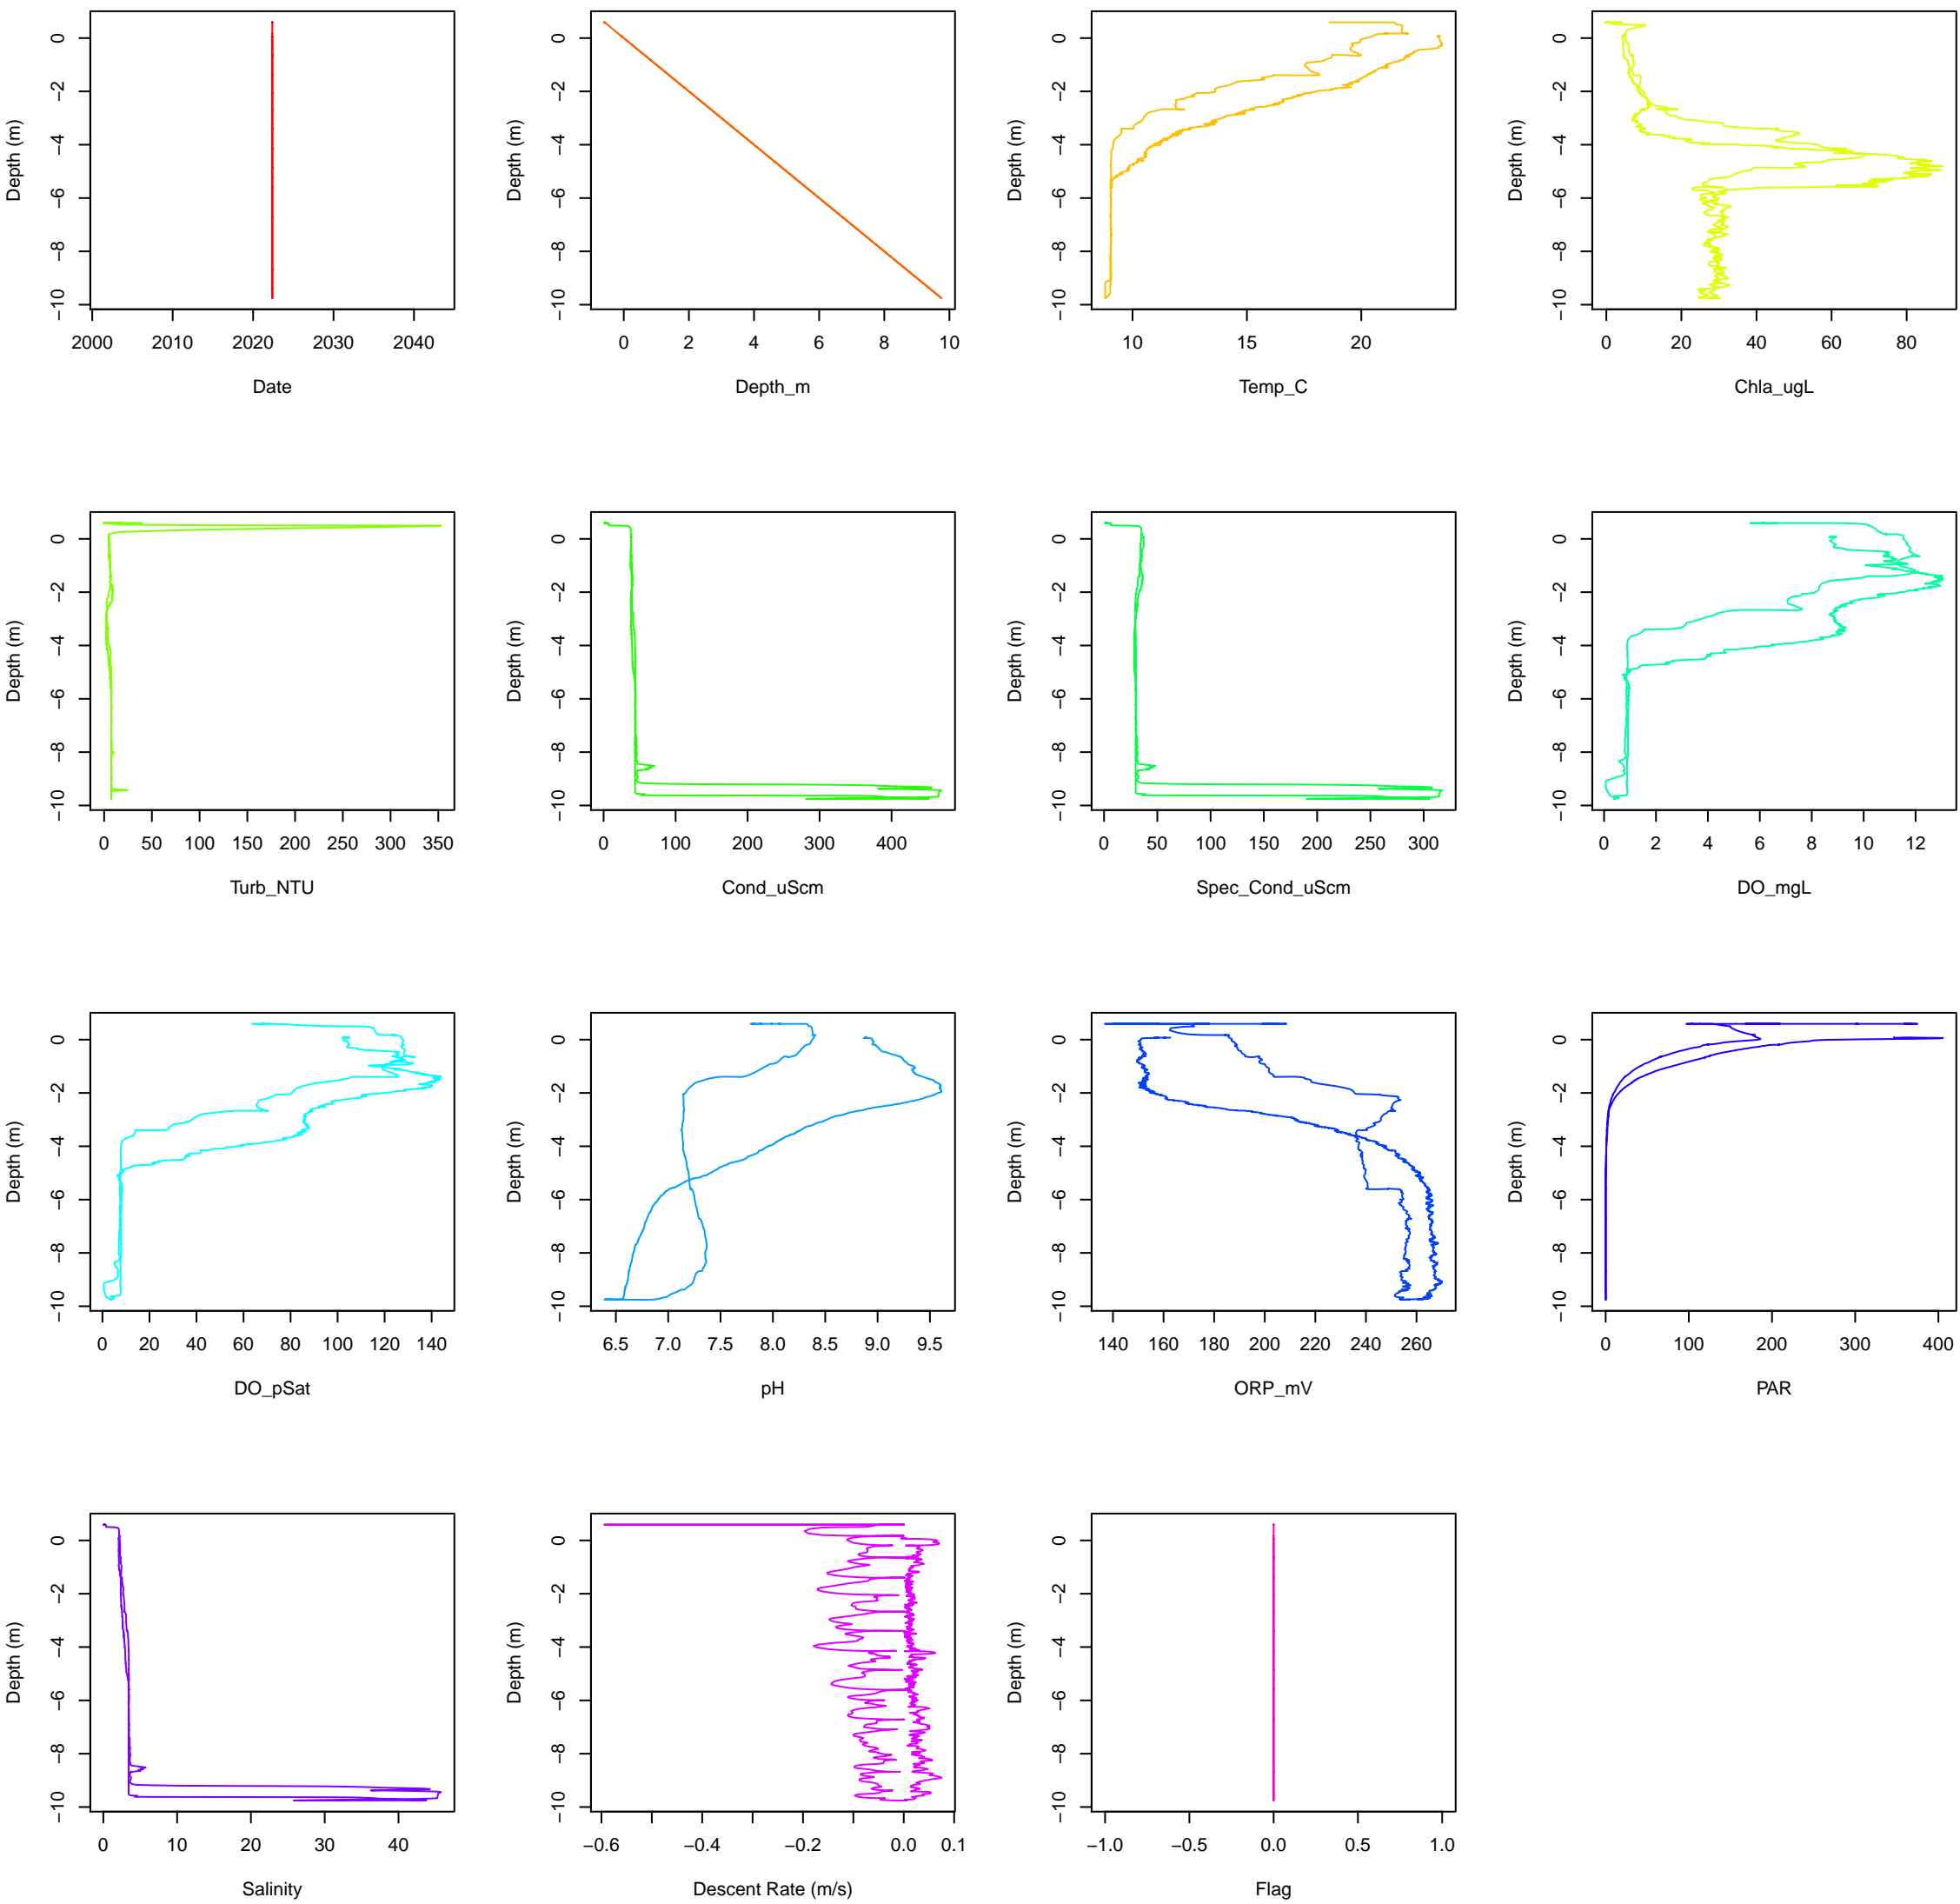 Depth (m)
0
−2
−4
−6
−8
−10
2000 2010 2020 2030 2040
Date
Depth (m)
0
−2
−4
−6
−8
−10
0 2 4 6 8 10
Depth_m
Depth (m)
0
−2
−4
−6
−8
−10
10 15 20
Temp_C
Depth (m)
0
−2
−4
−6
−8
−10
0 20 40 60 80
Chla_ugL
Depth (m)
0
−2
−4
−6
−8
−10
0 50 100 150 200 250 300 350
Turb_NTU
Depth (m)
0
−2
−4
−6
−8
−10
0 100 200 300 400
Cond_uScm
Depth (m)
0
−2
−4
−6
−8
−10
0 50 100 150 200 250 300
Spec_Cond_uScm
Depth (m)
0
−2
−4
−6
−8
−10
0 2 4 6 8 10 12
DO_mgL
Depth (m)
0
−2
−4
−6
−8
−10
0 20 40 60 80 100 120 140
DO_pSat
Depth (m)
0
−2
−4
−6
−8
−10
6.5 7.0 7.5 8.0 8.5 9.0 9.5
pH
Depth (m)
0
−2
−4
−6
−8
−10
140 160 180 200 220 240 260
ORP_mV
Depth (m)
0
−2
−4
−6
−8
−10
0 100 200 300 400
PAR
Depth (m)
0
−2
−4
−6
−8
−10
0 10 20 30 40
Salinity
Depth (m)
0
−2
−4
−6
−8
−10
−0.6 −0.4 −0.2 0.0 0.1
Descent Rate (m/s)
Depth (m)
0
−2
−4
−6
−8
−10
−1.0 −0.5 0.0 0.5 1.0
Flag